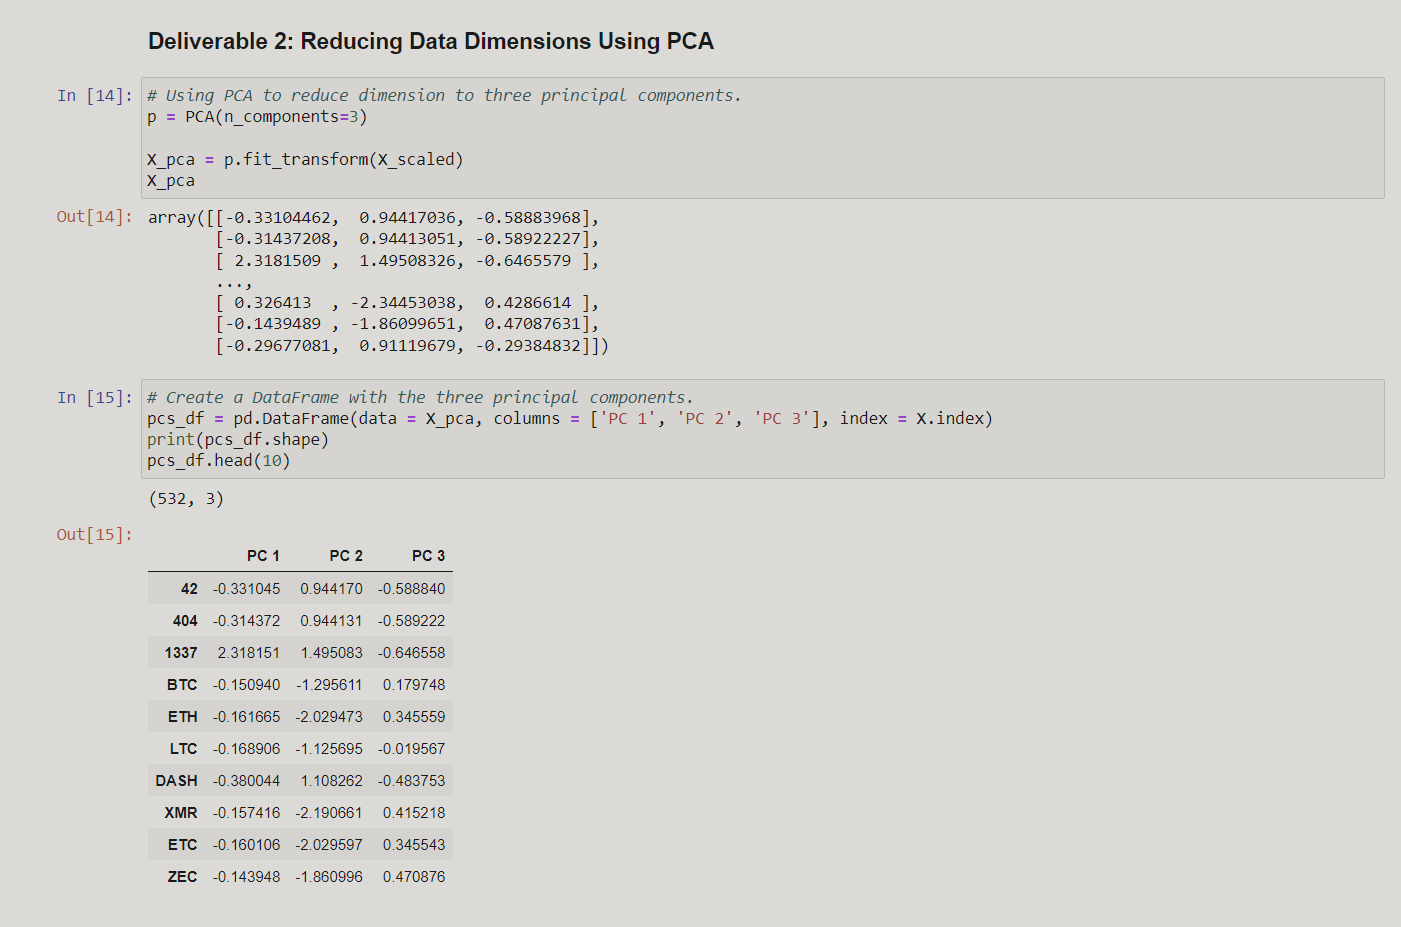 Deliverable 2: Reducing Data Dimensions Using PCA
In [14]: # Using PCA to reduce dimension to three principal components.
p = PCA(n_components=3)
X_pca = p.fit_transform(X_scaled)
X_pca
Out[14]: array([[-0.33104462,  0.94417036, -0.58883968],
[-0.31437208,  0.94413051, -0.58922227],
[ 2.3181509 ,  1.49508326, -0.6465579 ],
...,
[ 0.326413  , -2.34453038,  0.4286614 ],
[-0.1439489 , -1.86099651,  0.47087631],
[-0.29677081,  0.91119679, -0.29384832]])
In [15]: # Create a DataFrame with the three principal components.
pcs_df = pd.DataFrame(data = X_pca, columns = ['PC 1', 'PC 2', 'PC 3'], index = X.index)
print(pcs_df.shape)
pcs_df.head(10)
(532, 3)
Out[15]:
PC 1 PC 2 PC 3
42 -0.331045 0.944170 -0.588840
404 -0.314372 0.944131 -0.589222
1337 2.318151 1.495083 -0.646558
BTC -0.150940 -1.295611 0.179748
ETH -0.161665 -2.029473 0.345559
LTC -0.168906 -1.125695 -0.019567
DASH -0.380044 1.108262 -0.483753
XMR -0.157416 -2.190661 0.415218
ETC -0.160106 -2.029597 0.345543
ZEC -0.143948 -1.860996 0.470876